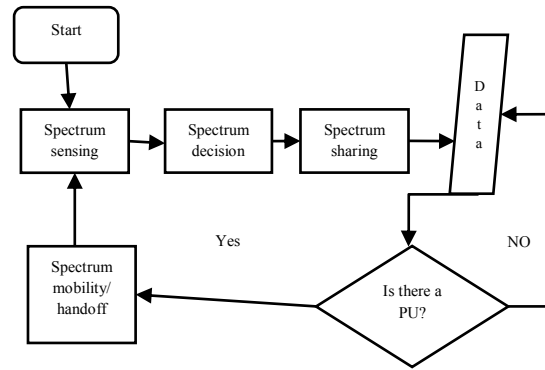 Start
Spectrum
sensing
Spectrum
decision
Spectrum
sharing
D
a
t
a
Yes
NO
Spectrum
mobility/
handoff
Is there a
PU?